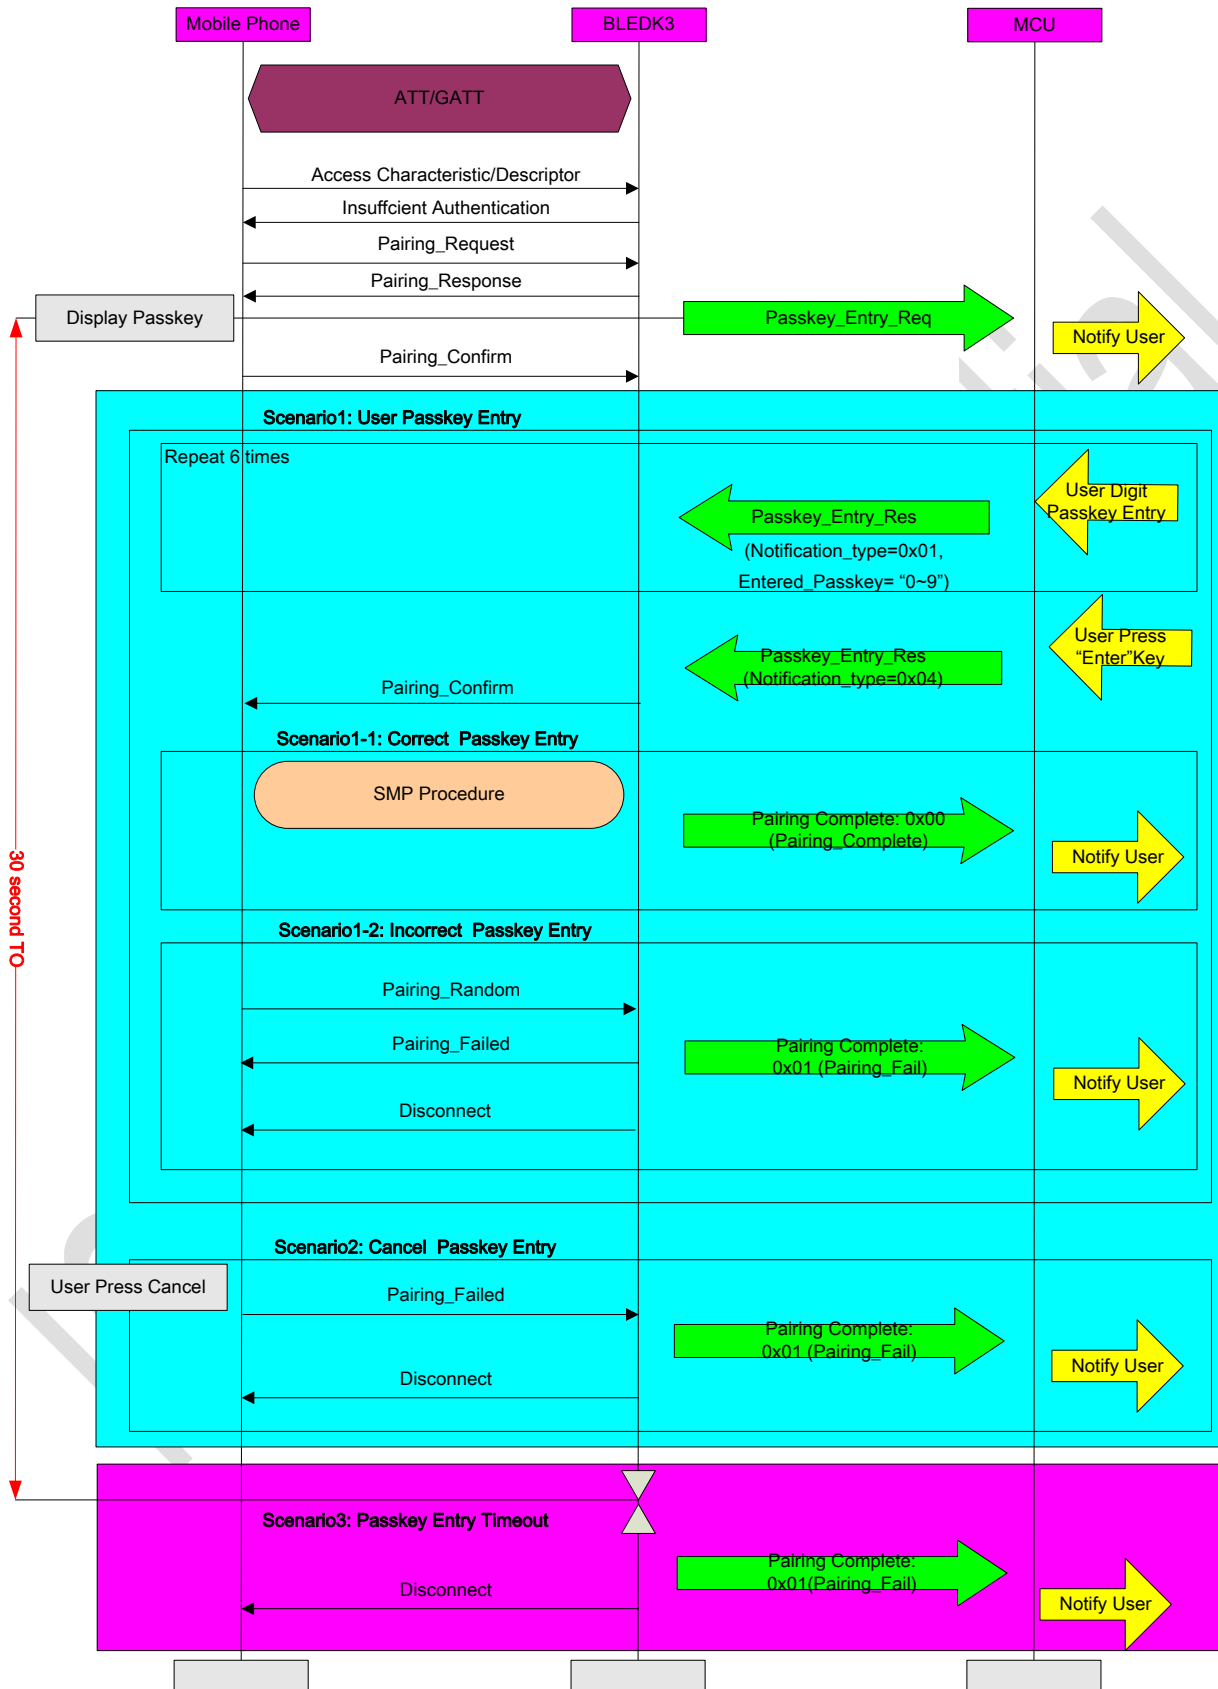 Mobile Phone
BLEDK3
MCU
ATT/GATT
Access Characteristic/Descriptor
Insuffcient Authentication
Pairing_Request
Pairing_Response
Display Passkey
Passkey_Entry_Req
Notify User
Pairing_Confirm
Scenario1: User Passkey Entry
Repeat 6 times
User Digit
Passkey Entry
Passkey_Entry_Res
(Notification_type=0x01,
Entered_Passkey= “0~9”)
User Press
“Enter”Key
Passkey_Entry_Res
(Notification_type=0x04)
Pairing_Confirm
Scenario1-1: Correct  Passkey Entry
SMP Procedure
Pairing Complete: 0x00
(Pairing_Complete)
Notify User
30 second TO
Scenario1-2: Incorrect  Passkey Entry
Pairing_Random
Pairing_Failed
Pairing Complete:
0x01 (Pairing_Fail)
Notify User
Disconnect
Scenario2: Cancel  Passkey Entry
User Press Cancel
Pairing_Failed
Pairing Complete:
0x01 (Pairing_Fail)
Notify User
Disconnect
Scenario3: Passkey Entry Timeout
Pairing Complete:
0x01(Pairing_Fail)
Disconnect
Notify User